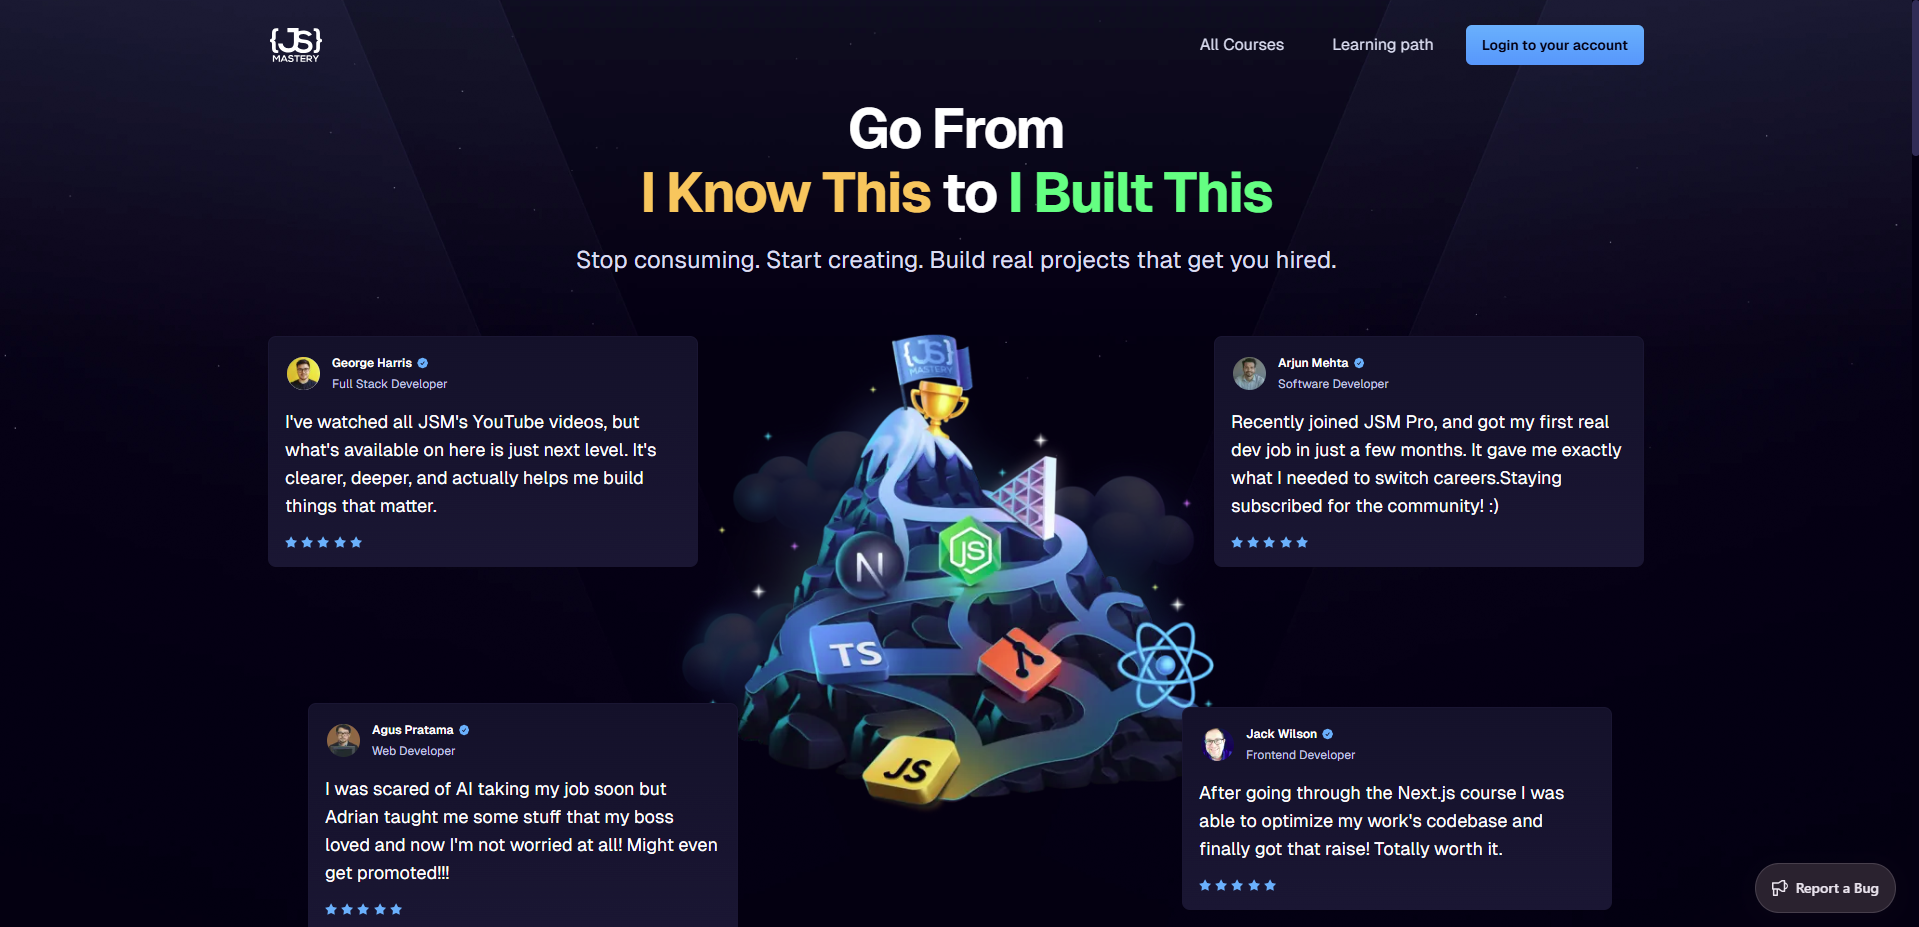 {JS}
MASTERY
All Courses
Learning path
Login to your account
Go From
I Know This to I Built This
Stop consuming. Start creating. Build real projects that get you hired.
George Harris
Full Stack Developer
I've watched all JSM's YouTube videos, but
what's available on here is just next level. It's
clearer, deeper, and actually helps me build
things that matter.
{JS}
MASTERY
Arjun Mehta
Software Developer
Recently joined JSM Pro, and got my first real
dev job in just a few months. It gave me exactly
what I needed to switch careers.Staying
subscribed for the community! :)
N
JS
TS
JS
Agus Pratama
Web Developer
I was scared of AI taking my job soon but
Adrian taught me some stuff that my boss
loved and now I'm not worried at all! Might even
get promoted!!!
Jack Wilson
Frontend Developer
After going through the Next.js course I was
able to optimize my work's codebase and
finally got that raise! Totally worth it.
Report a Bug